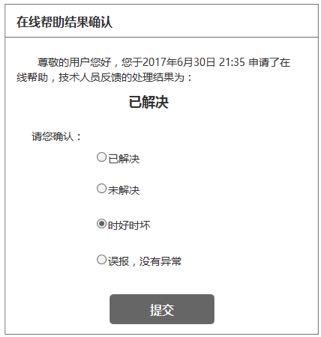 在线帮助结果确认
尊敬的用户您好，您于2017年6月30日 21:35 申请了在
线帮助，技术人员反馈的处理结果为：
已解决
请您确认：
已解决
未解决
时好时坏
误报，没有异常
提交